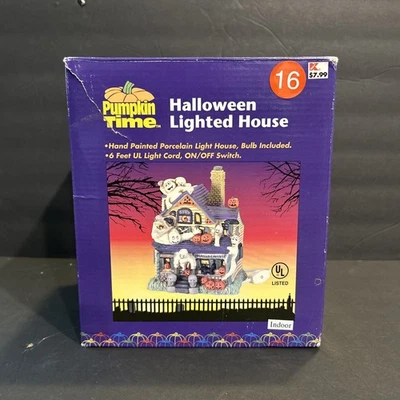 Pumpkin
Time™
Halloween
Lighted House
16
K
$7.99
•Hand Painted Porcelain Light House, Bulb Included.
•6 Feet UL Light Cord, ON/OFF Switch.
UL
LISTED
Indoor